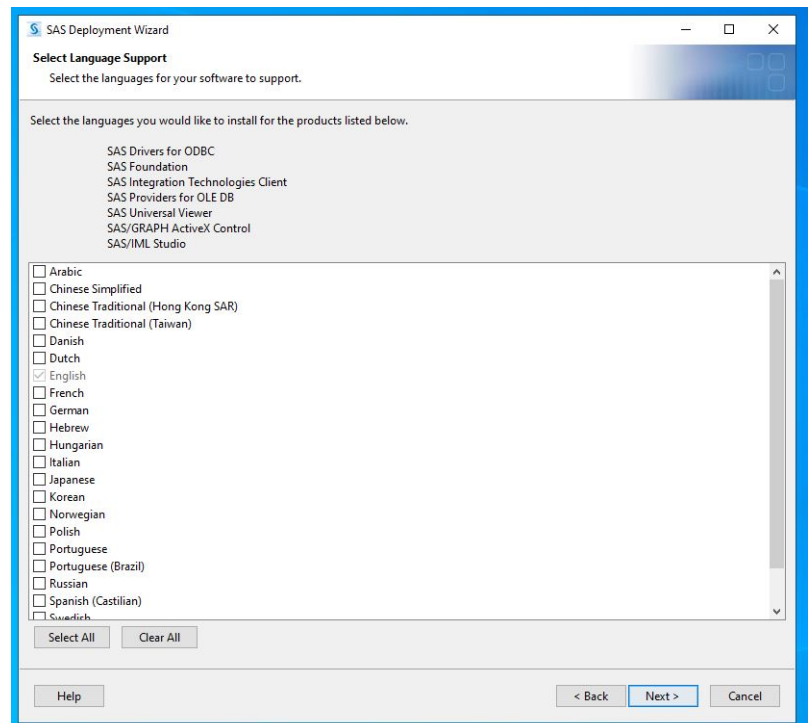 SAS Deployment Wizard
Select Language Support
Select the languages for your software to support.
Select the languages you would like to install for the products listed below.
SAS Drivers for ODBC
SAS Foundation
SAS Integration Technologies Client
SAS Providers for OLE DB
SAS Universal Viewer
SAS/GRAPH ActiveX Control
SAS/IML Studio
Arabic
Chinese Simplified
Chinese Traditional (Hong Kong SAR)
Chinese Traditional (Taiwan)
Danish
Dutch
English
French
German
Hebrew
Hungarian
Italian
Japanese
Korean
Norwegian
Polish
Portuguese
Portuguese (Brazil)
Russian
Spanish (Castilian)
Swedish
Select All Clear All
Help < Back Next > Cancel